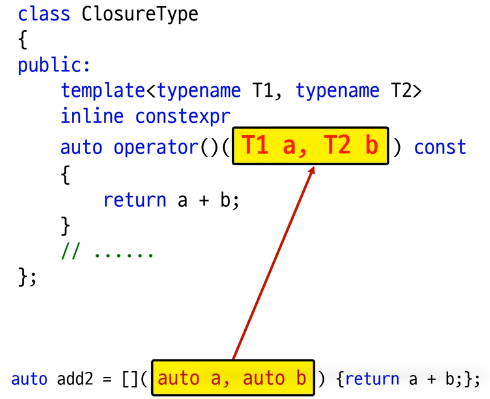 class ClosureType
{
public:
    template<typename T1, typename T2>
    inline constexpr
    auto operator()(T1 a, T2 b) const
    {
        return a + b;
    }
    // ......
};
auto add2 = [](auto a, auto b) {return a + b;};